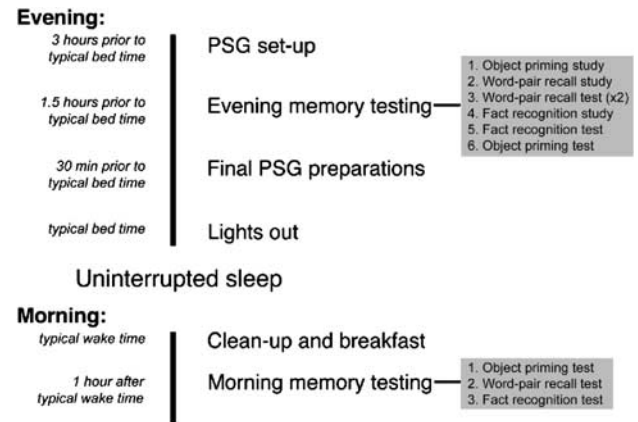 Evening:
3 hours prior to
typical bed time
PSG set-up
1.5 hours prior to
typical bed time
Evening memory testing
1. Object priming study
2. Word-pair recall study
3. Word-pair recall test (x2)
4. Fact recognition study
5. Fact recognition test
6. Object priming test
30 min prior to
typical bed time
Final PSG preparations
typical bed time
Lights out
Uninterrupted sleep
Morning:
typical wake time
Clean-up and breakfast
1 hour after
typical wake time
Morning memory testing
1. Object priming test
2. Word-pair recall test
3. Fact recognition test